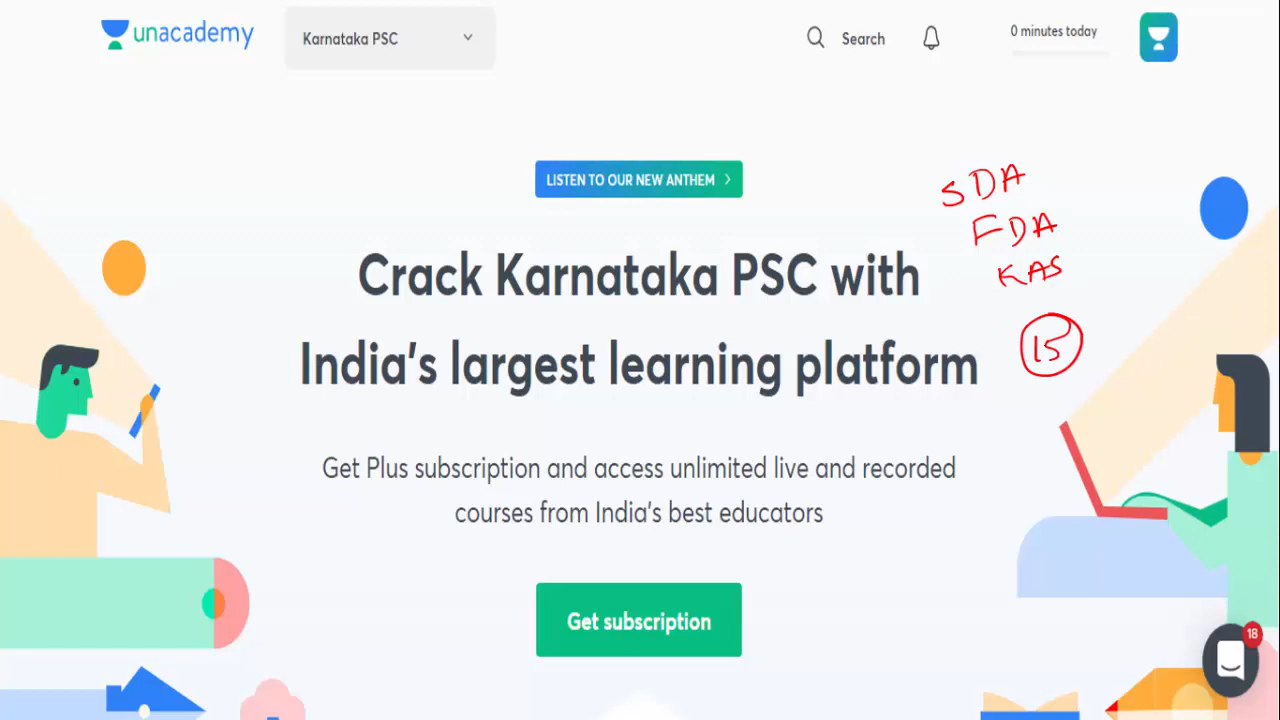 unacademy
Karnataka PSC
Search
0 minutes today
LISTEN TO OUR NEW ANTHEM
SDA
FDA
KAS
15
Crack Karnataka PSC with
India's largest learning platform
Get Plus subscription and access unlimited live and recorded
courses from India's best educators
Get subscription
18